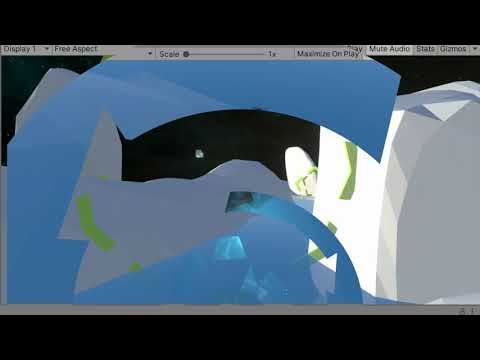 Display 1 Free Aspect
Scale 1x Maximize On Play Mute Audio Stats Gizmos